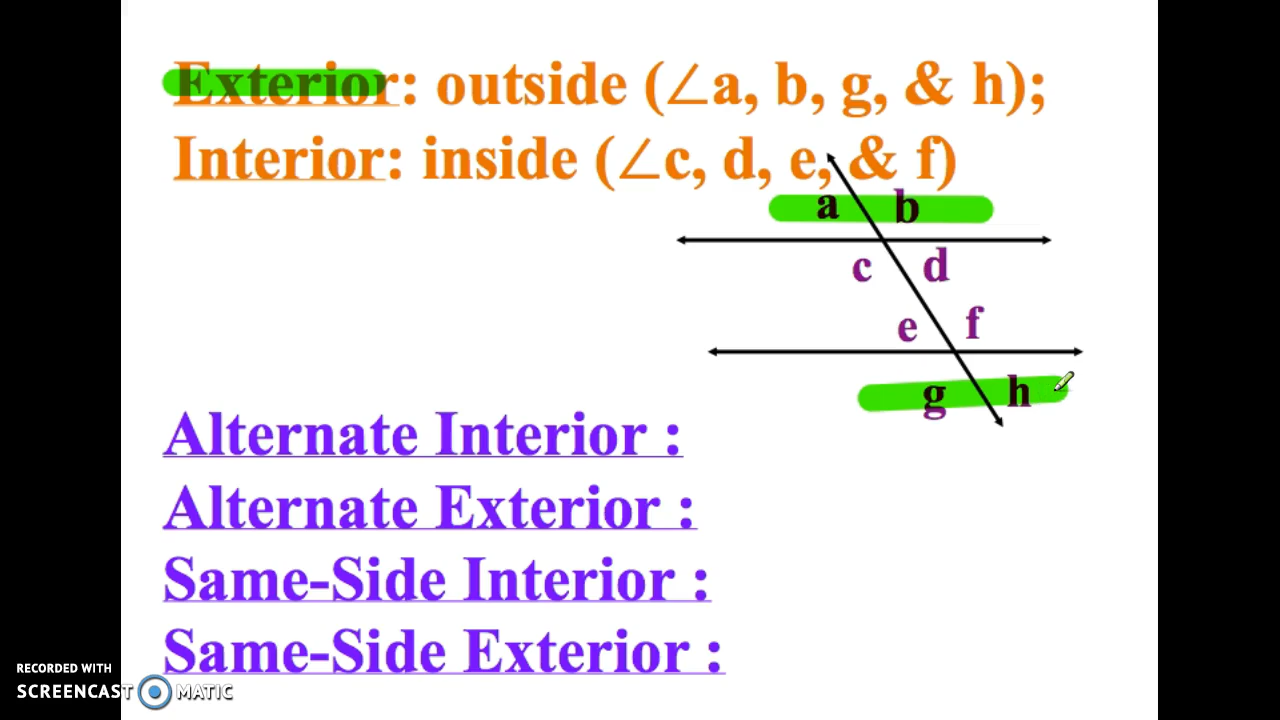 Exterior: outside (∠a, b, g, & h);
Interior: inside (∠c, d, e, & f)
a b
c d
e f
g h
Alternate Interior :
Alternate Exterior :
Same-Side Interior :
Same-Side Exterior :
RECORDED WITH
SCREENCAST MATIC